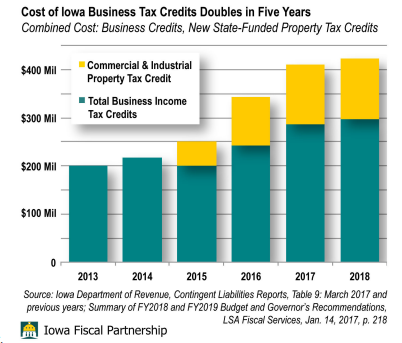 Cost of Iowa Business Tax Credits Doubles in Five Years
Combined Cost: Business Credits, New State-Funded Property Tax Credits
$400 Mil
$300 Mil
$200 Mil
$100 Mil
0
Commercial & Industrial
Property Tax Credit
Total Business Income
Tax Credits
2013 2014 2015 2016 2017 2018
Source: Iowa Department of Revenue, Contingent Liabilities Reports, Table 9: March 2017 and
previous years; Summary of FY2018 and FY2019 Budget and Governor's Recommendations,
LSA Fiscal Services, Jan. 14, 2017, p. 218
Iowa Fiscal Partnership